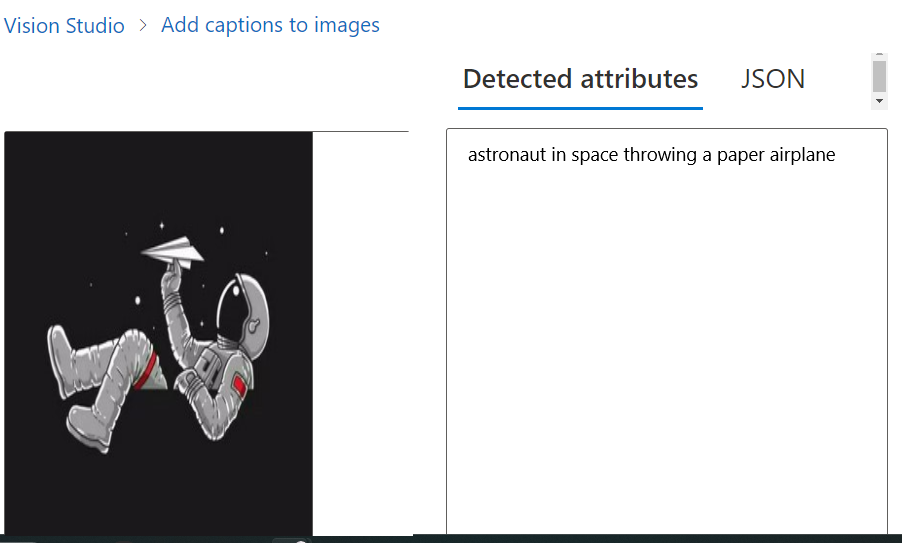 Vision Studio > Add captions to images
Detected attributes
JSON
astronaut in space throwing a paper airplane